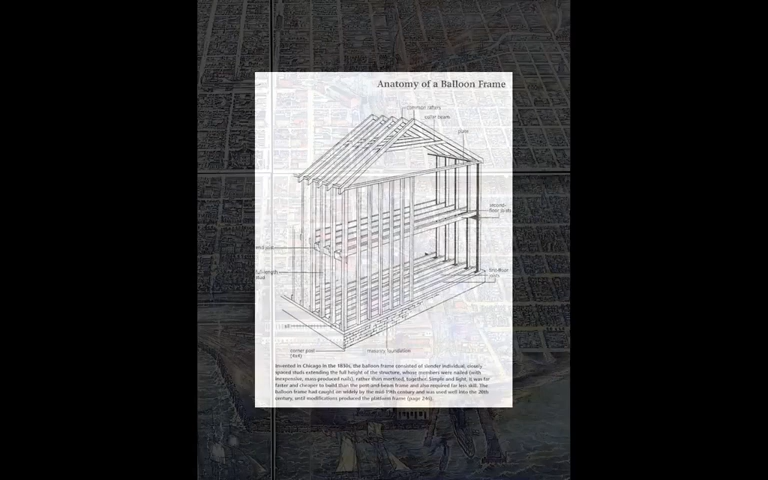 Anatomy of a Balloon Frame
common rafters
collar beam
plate
second-
floor joists
full-length
stud
first-floor
joists
sill
corner post
(4x4)
masonry foundation
Invented in Chicago in the 1830s, the balloon frame consisted of slender individual, closely
spaced studs extending the full height of the structure, whose members were nailed (with
inexpensive, mass-produced nails), rather than mortised, together. Simple and light, it was far
faster and cheaper to build than the post-and-beam frame and also required far less skill. The
balloon frame had caught on widely by the mid-19th century and was used well into the 20th
century, until modifications produced the platform frame (page 246).